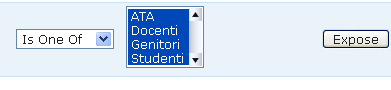 ATA
Docenti
Is One Of
Expose
Genitori
Studenti